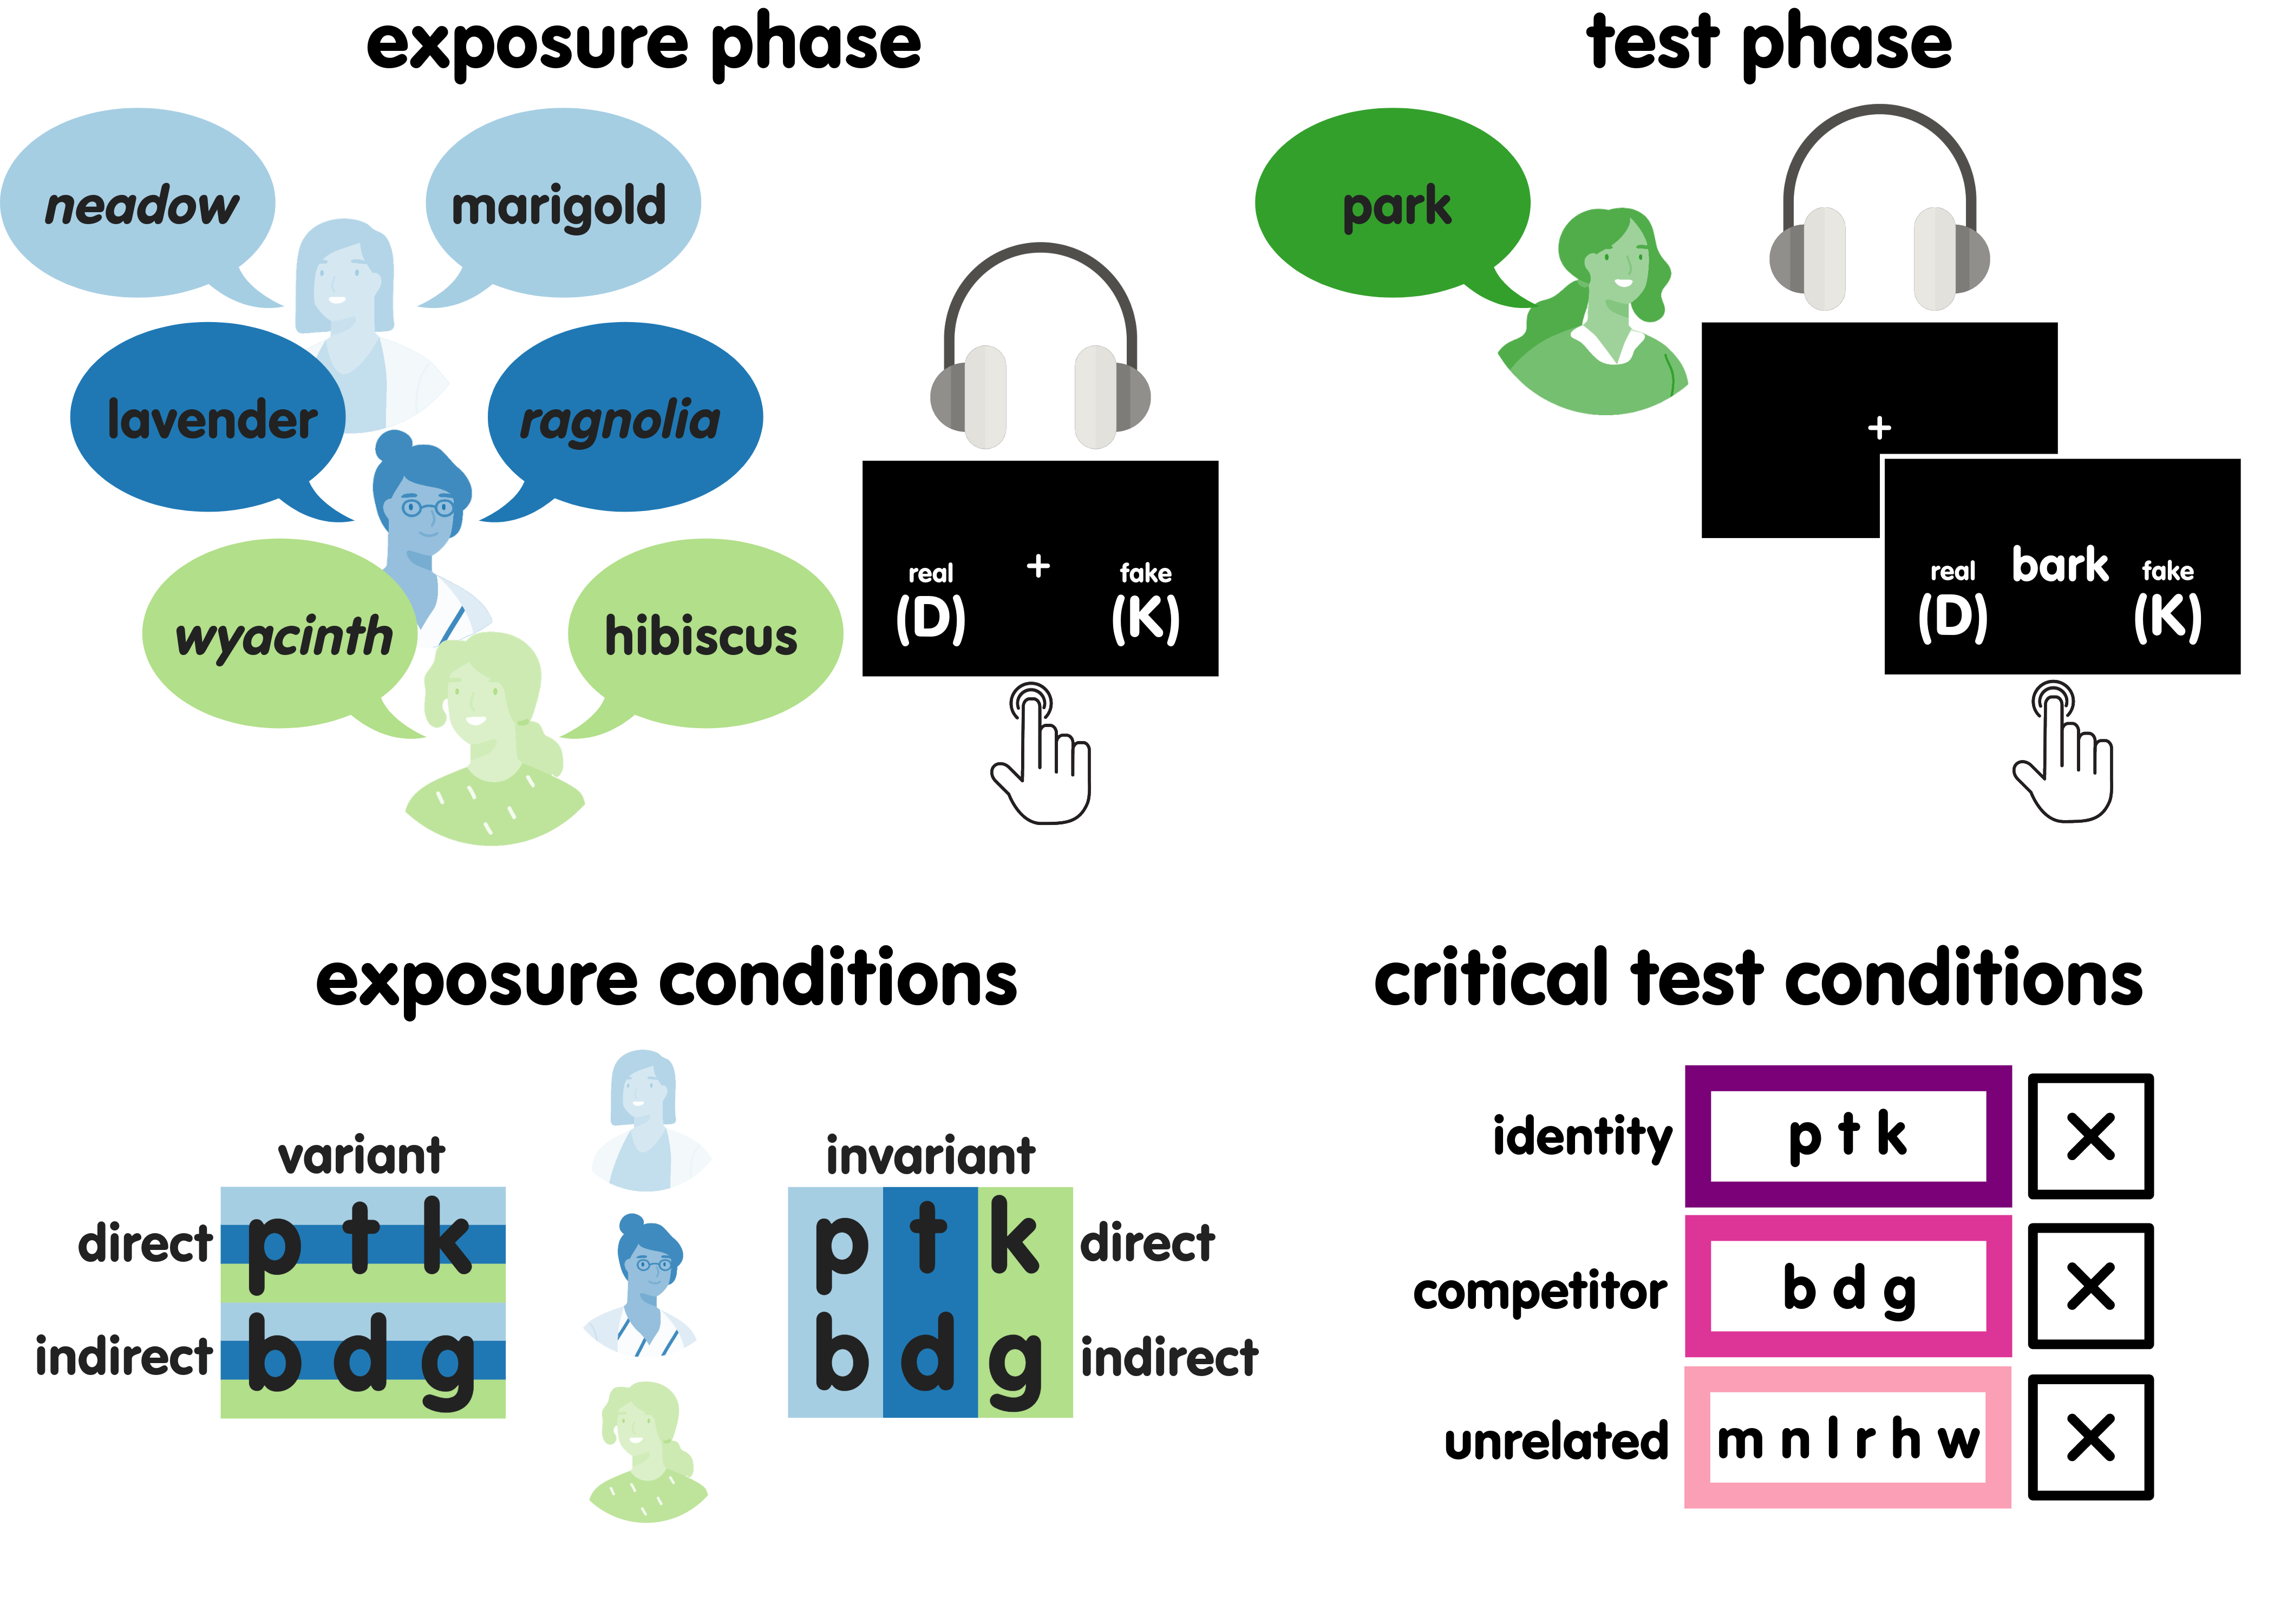 exposure phase
neadow
marigold
lavender
ragnolia
wyacinth
hibiscus
+
real
fake
(D)
(K)
test phase
park
+
real
bark
fake
(D)
(K)
exposure conditions
variant
direct
p t k
indirect
b d g
invariant
p t k
direct
b d g
indirect
critical test conditions
identity
p t k
×
competitor
b d g
×
unrelated
m n l r h w
×